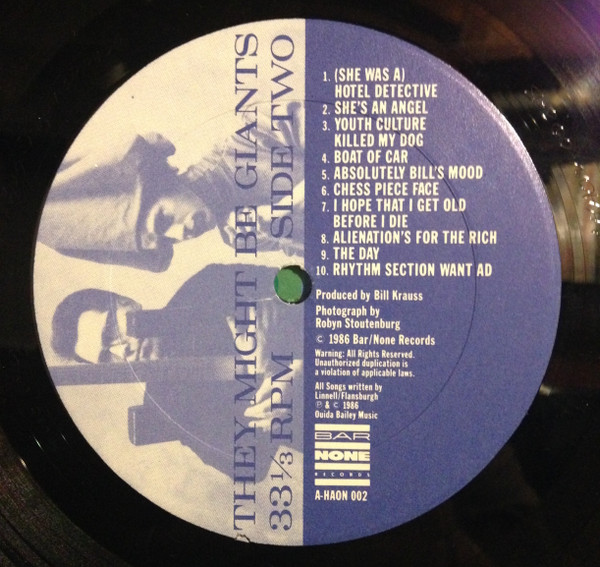 THEY MIGHT BE GIANTS
33 1/3 RPM SIDE TWO
1. (SHE WAS A)
HOTEL DETECTIVE
2. SHE'S AN ANGEL
3. YOUTH CULTURE
KILLED MY DOG
4. BOAT OF CAR
5. ABSOLUTELY BILL'S MOOD
6. CHESS PIECE FACE
7. I HOPE THAT I GET OLD
BEFORE I DIE
8. ALIENATION'S FOR THE RICH
9. THE DAY
10. RHYTHM SECTION WANT AD
Produced by Bill Krauss
Photograph by
Robyn Stoutenburg
© 1986 Bar/None Records
Warning: All Rights Reserved.
Unauthorized duplication is
a violation of applicable laws.
All Songs written by
Linnell/Flansburgh
℗ & © 1986
Ouida Bailey Music
BAR
NONE
RECORDS
A-HAON 002